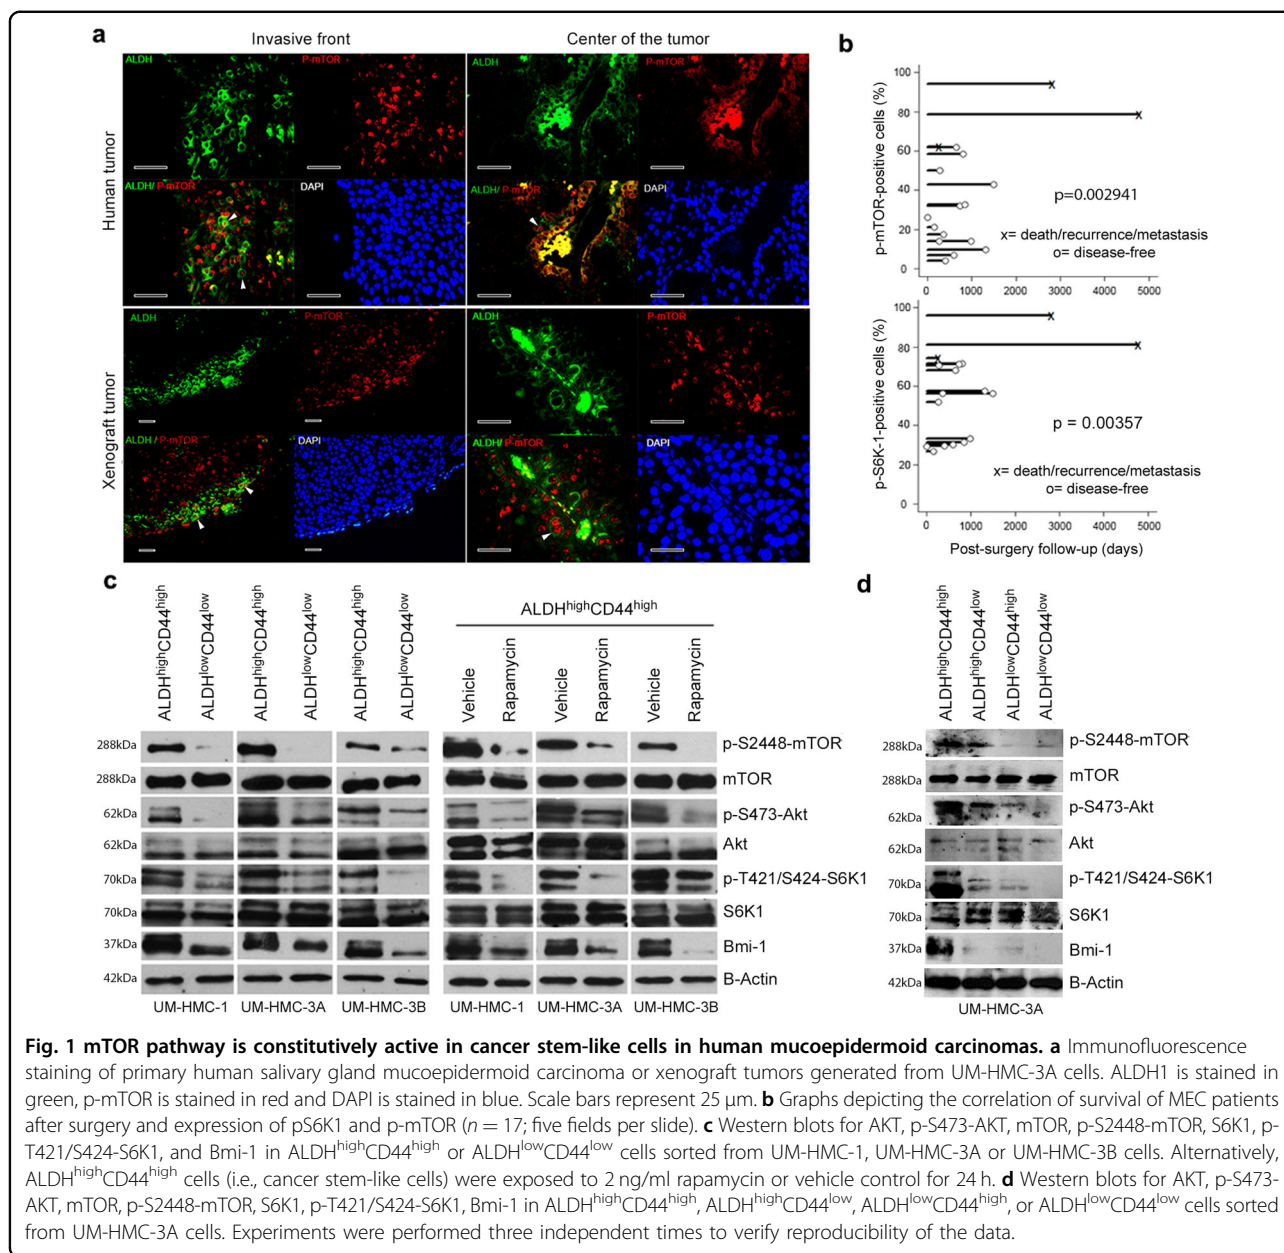 a
Invasive front
Center of the tumor
Human tumor
ALDH
P-mTOR
ALDH
P-mTOR
ALDH/ P-mTOR
DAPI
ALDH/ P-mTOR
DAPI
Xenograft tumor
ALDH
P-mTOR
ALDH
P-mTOR
ALDH / P-mTOR
DAPI
ALDH/ P-mTOR
DAPI
b
p-mTOR-positive cells (%)
100
80
60
40
20
0
p=0.002941
x= death/recurrence/metastasis
o= disease-free
0 1000 2000 3000 4000 5000
p-S6K-1-positive cells (%)
100
80
60
40
20
0
p = 0.00357
x= death/recurrence/metastasis
o= disease-free
0 1000 2000 3000 4000 5000
Post-surgery follow-up (days)
c
ALDHhighCD44high
ALDHlowCD44low
ALDHhighCD44high
ALDHlowCD44low
ALDHhighCD44high
ALDHlowCD44low
ALDHhighCD44high
Vehicle
Rapamycin
Vehicle
Rapamycin
Vehicle
Rapamycin
288kDa p-S2448-mTOR
288kDa mTOR
62kDa p-S473-Akt
62kDa Akt
70kDa p-T421/S424-S6K1
70kDa S6K1
37kDa Bmi-1
42kDa B-Actin
UM-HMC-1 UM-HMC-3A UM-HMC-3B UM-HMC-1 UM-HMC-3A UM-HMC-3B
d
ALDHhighCD44high
ALDHhighCD44low
ALDHlowCD44high
ALDHlowCD44low
288kDa p-S2448-mTOR
288kDa mTOR
62kDa p-S473-Akt
62kDa Akt
70kDa p-T421/S424-S6K1
70kDa S6K1
37kDa Bmi-1
42kDa B-Actin
UM-HMC-3A
Fig. 1 mTOR pathway is constitutively active in cancer stem-like cells in human mucoepidermoid carcinomas. a Immunofluorescence
staining of primary human salivary gland mucoepidermoid carcinoma or xenograft tumors generated from UM-HMC-3A cells. ALDH1 is stained in
green, p-mTOR is stained in red and DAPI is stained in blue. Scale bars represent 25 µm. b Graphs depicting the correlation of survival of MEC patients
after surgery and expression of pS6K1 and p-mTOR (n = 17; five fields per slide). c Western blots for AKT, p-S473-AKT, mTOR, p-S2448-mTOR, S6K1, p-
T421/S424-S6K1, and Bmi-1 in ALDHhighCD44high or ALDHlowCD44low cells sorted from UM-HMC-1, UM-HMC-3A or UM-HMC-3B cells. Alternatively,
ALDHhighCD44high cells (i.e., cancer stem-like cells) were exposed to 2 ng/ml rapamycin or vehicle control for 24 h. d Western blots for AKT, p-S473-
AKT, mTOR, p-S2448-mTOR, S6K1, p-T421/S424-S6K1, Bmi-1 in ALDHhighCD44high, ALDHhighCD44low, ALDHlowCD44high, or ALDHlowCD44low cells sorted
from UM-HMC-3A cells. Experiments were performed three independent times to verify reproducibility of the data.